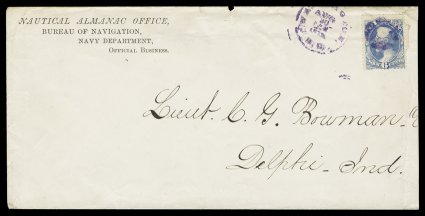 NAUTICAL ALMANAC OFFICE,
BUREAU OF NAVIGATION,
NAVY DEPARTMENT,
OFFICIAL BUSINESS.
Lieut. C. G. Bowman
Delphi - Ind.